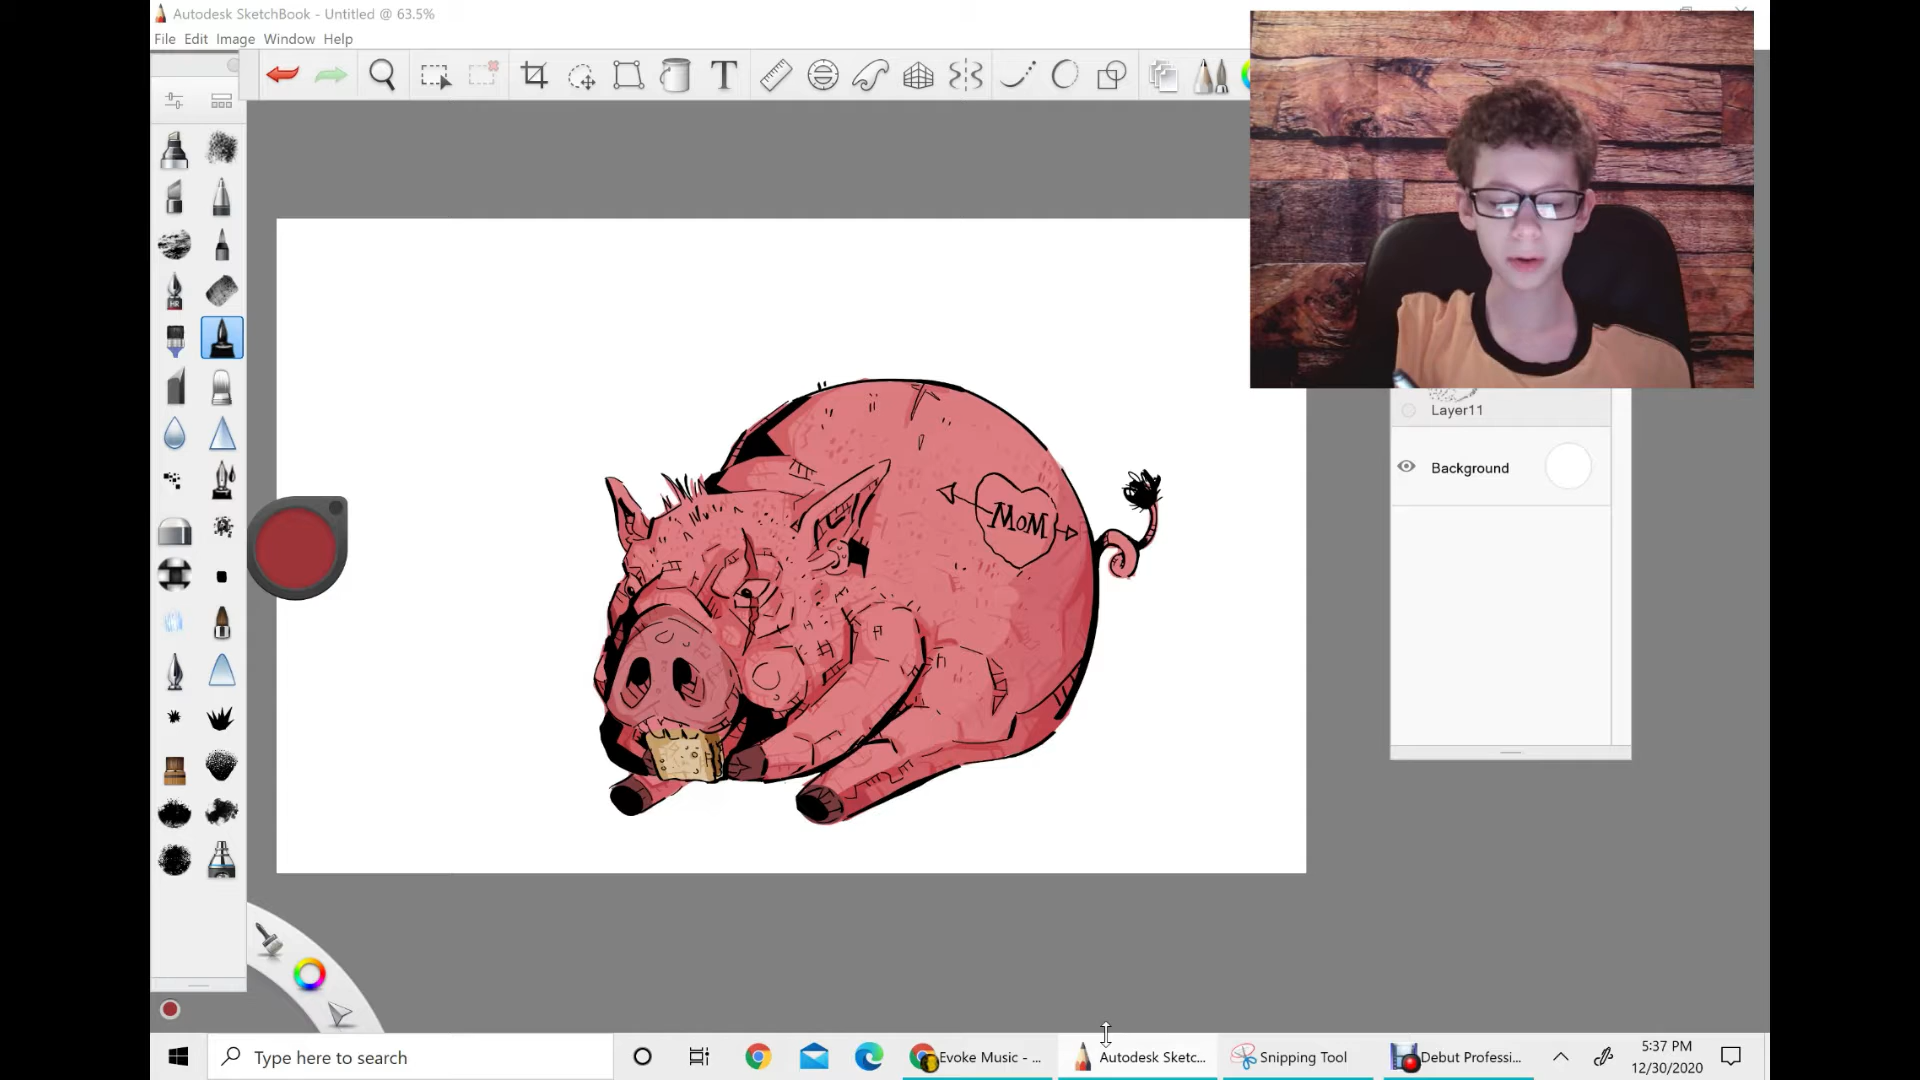 Autodesk SketchBook - Untitled @ 63.5%
File Edit Image Window Help
T
HR
Layer11
Background
MoM
Type here to search
Evoke Music - ...
Autodesk Sketc...
Snipping Tool
Debut Professi...
5:37 PM
12/30/2020